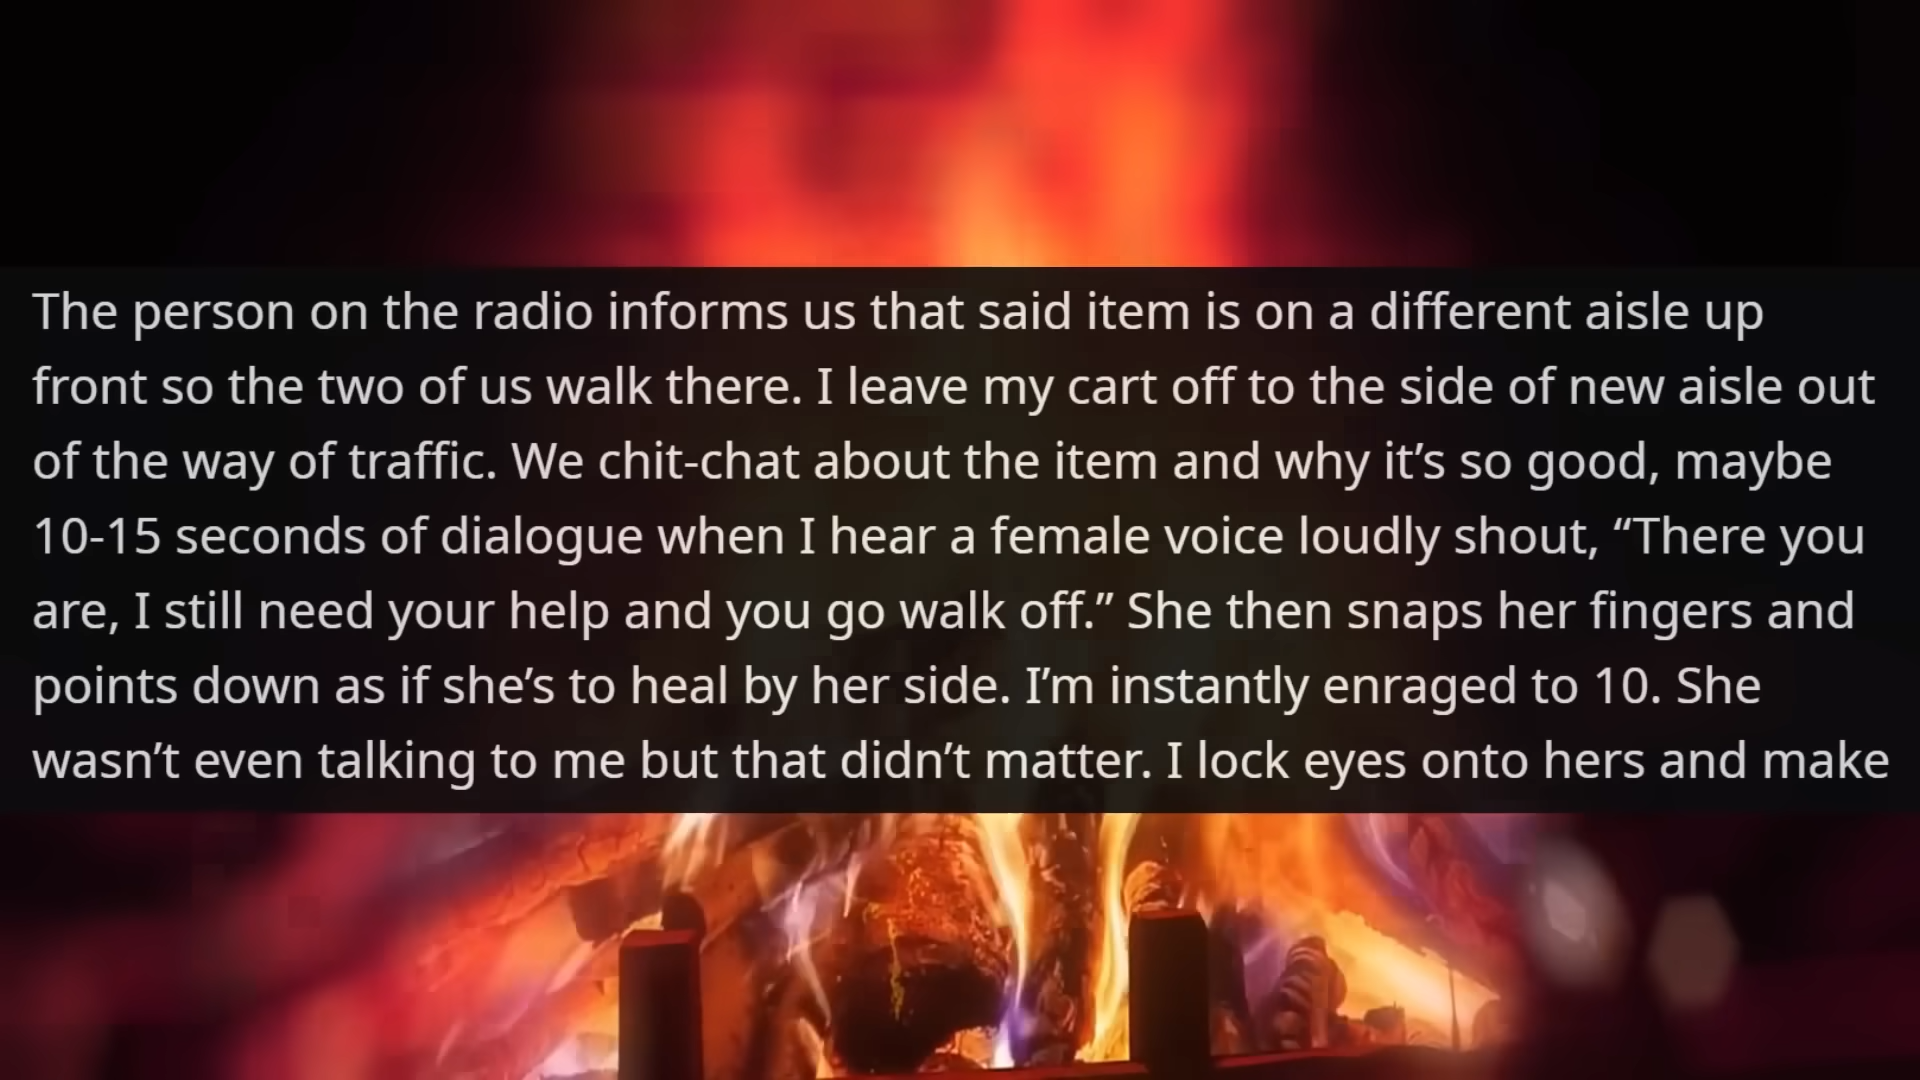 The person on the radio informs us that said item is on a different aisle up
front so the two of us walk there. I leave my cart off to the side of new aisle out
of the way of traffic. We chit-chat about the item and why it’s so good, maybe
10-15 seconds of dialogue when I hear a female voice loudly shout, “There you
are, I still need your help and you go walk off.” She then snaps her fingers and
points down as if she’s to heal by her side. I’m instantly enraged to 10. She
wasn’t even talking to me but that didn’t matter. I lock eyes onto hers and make